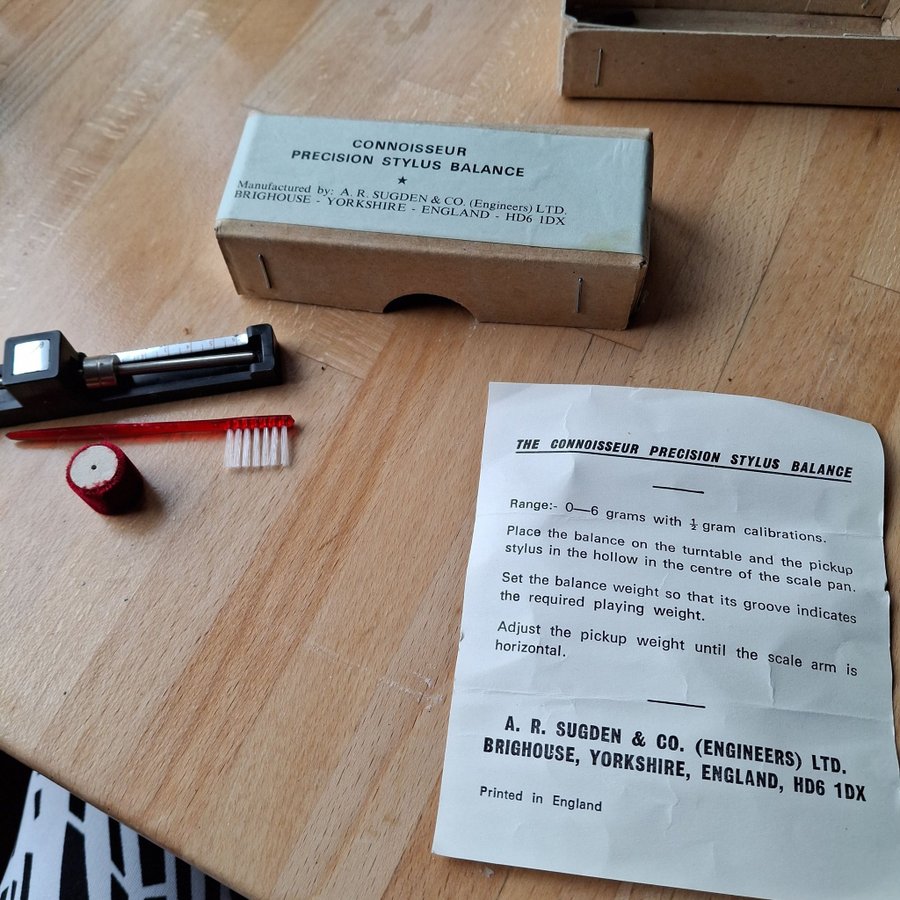 CONNOISSEUR
PRECISION STYLUS BALANCE
★
Manufactured by: A. R. SUGDEN & CO. (Engineers) LTD.
BRIGHOUSE - YORKSHIRE - ENGLAND - HD6 1DX
THE CONNOISSEUR PRECISION STYLUS BALANCE
Range:- 0—6 grams with ½ gram calibrations.
Place the balance on the turntable and the pickup
stylus in the hollow in the centre of the scale pan.
Set the balance weight so that its groove indicates
the required playing weight.
Adjust the pickup weight until the scale arm is
horizontal.
A. R. SUGDEN & CO. (ENGINEERS) LTD.
BRIGHOUSE, YORKSHIRE, ENGLAND, HD6 1DX
Printed in England